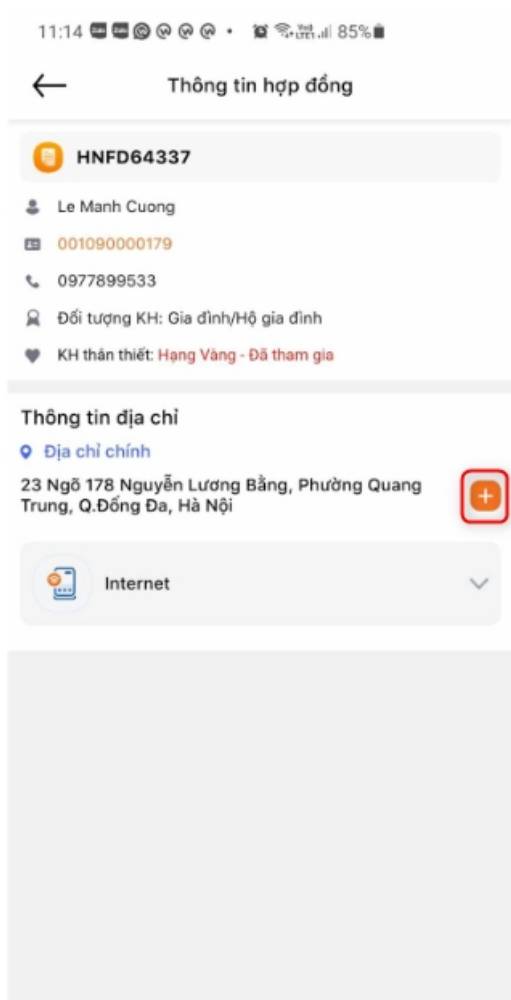 11:14 85%
Thông tin hợp đồng
HNFD64337
Le Manh Cuong
001090000179
0977899533
Đối tượng KH: Gia đình/Hộ gia đình
KH thân thiết: Hạng Vàng - Đã tham gia
Thông tin địa chỉ
Địa chỉ chính
23 Ngõ 178 Nguyễn Lương Bằng, Phường Quang
Trung, Q.Đống Đa, Hà Nội
Internet